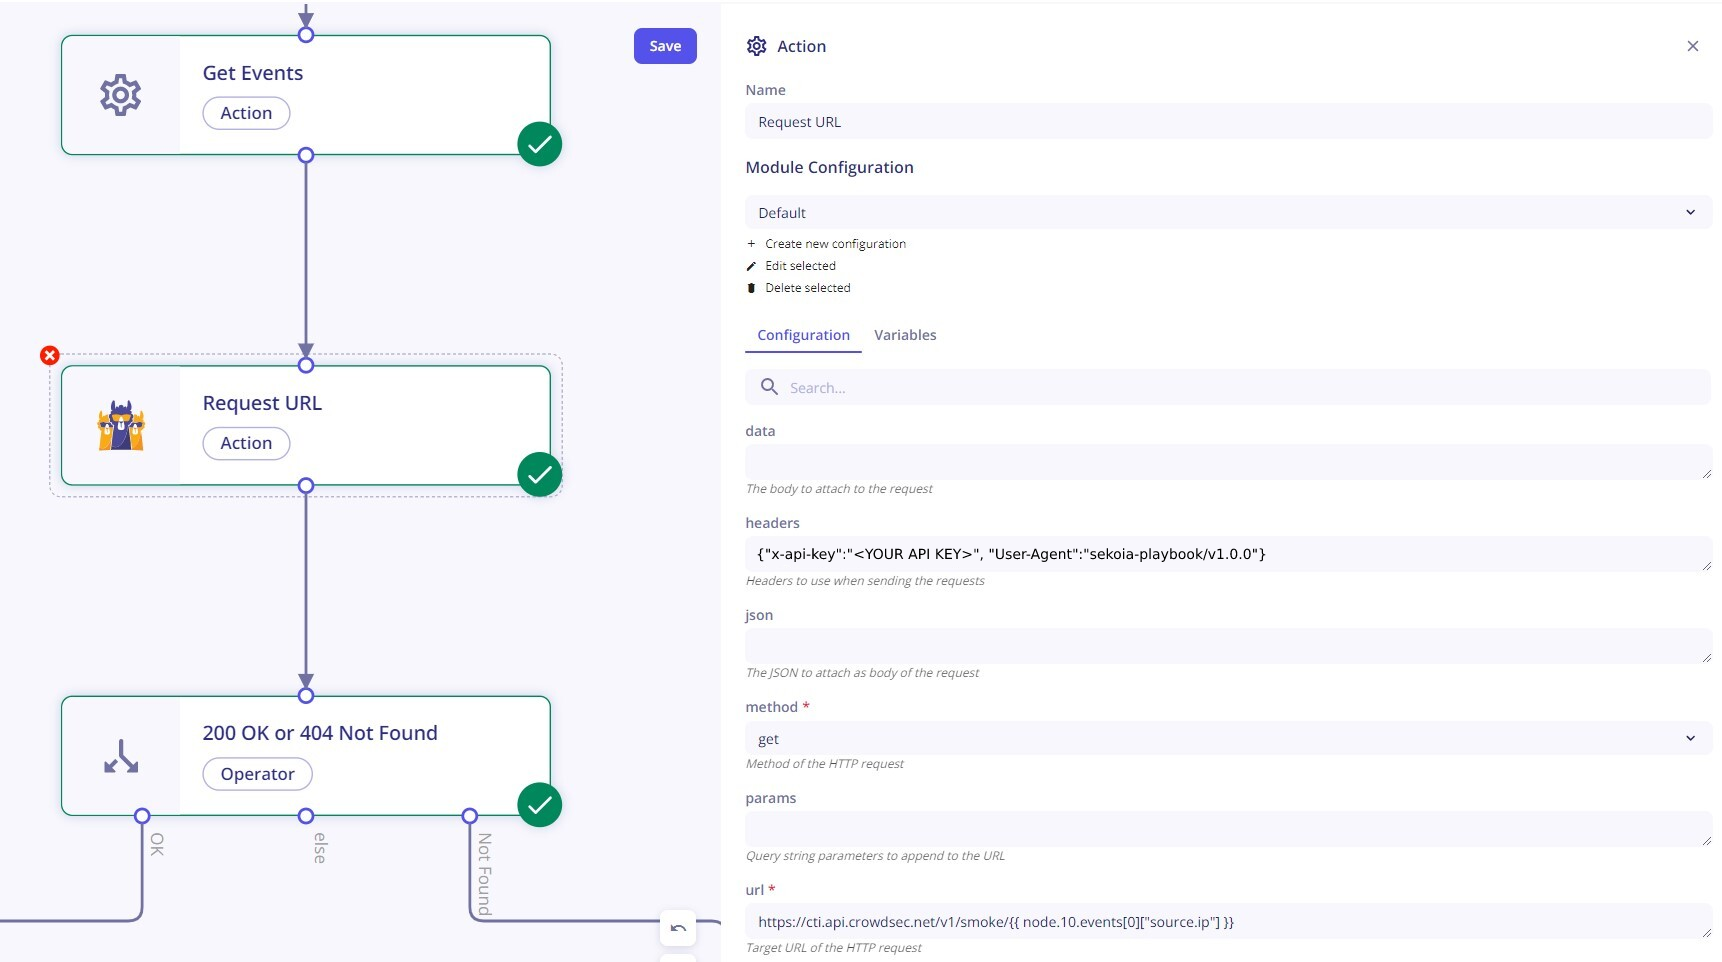 Get Events
Action
Request URL
Action
200 OK or 404 Not Found
Operator
OK
else
Not Found
Save
Action
Name
Request URL
Module Configuration
Default
+ Create new configuration
Edit selected
Delete selected
Configuration Variables
Search...
data
The body to attach to the request
headers
{"x-api-key":"<YOUR API KEY>", "User-Agent":"sekoia-playbook/v1.0.0"}
Headers to use when sending the requests
json
The JSON to attach as body of the request
method *
get
Method of the HTTP request
params
Query string parameters to append to the URL
url *
https://cti.api.crowdsec.net/v1/smoke/{{ node.10.events[0]["source.ip"] }}
Target URL of the HTTP request